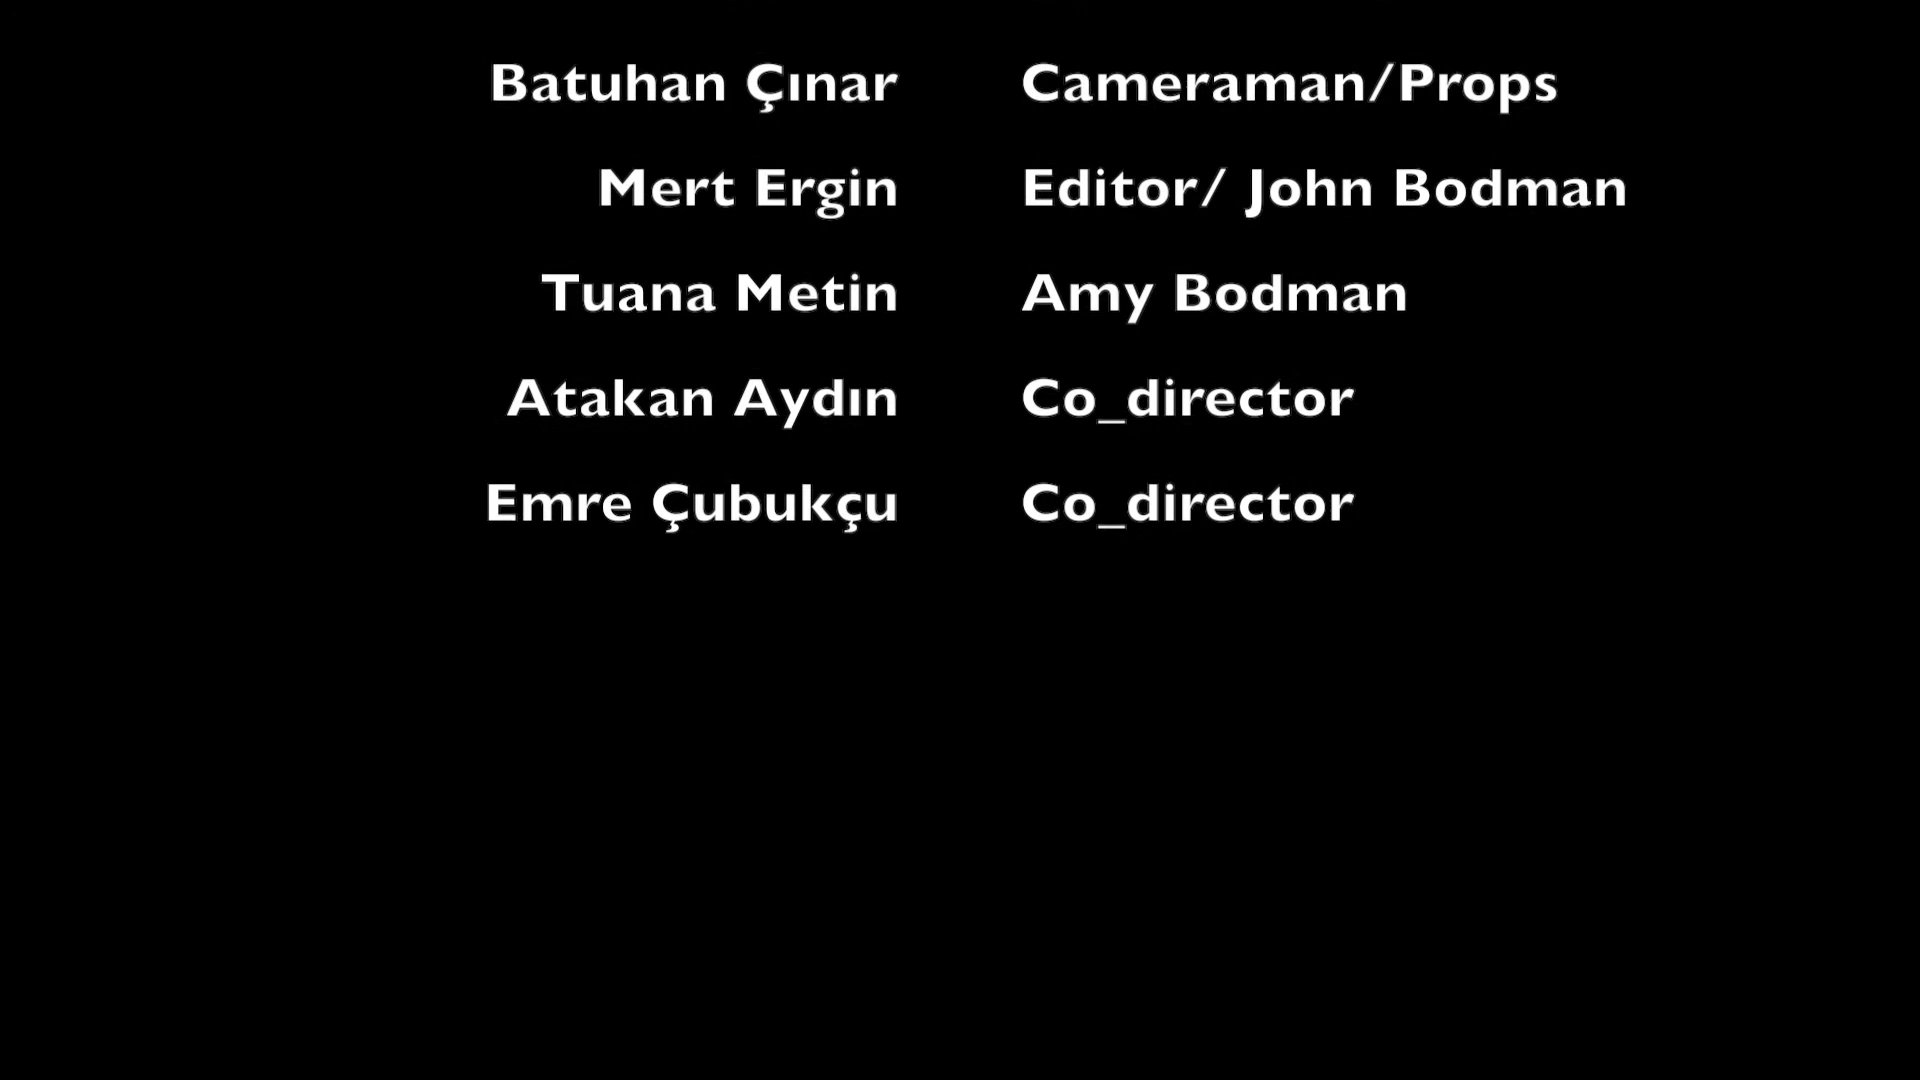 Batuhan Çınar Cameraman/Props
Mert Ergin Editor/ John Bodman
Tuana Metin Amy Bodman
Atakan Aydın Co_director
Emre Çubukçu Co_director